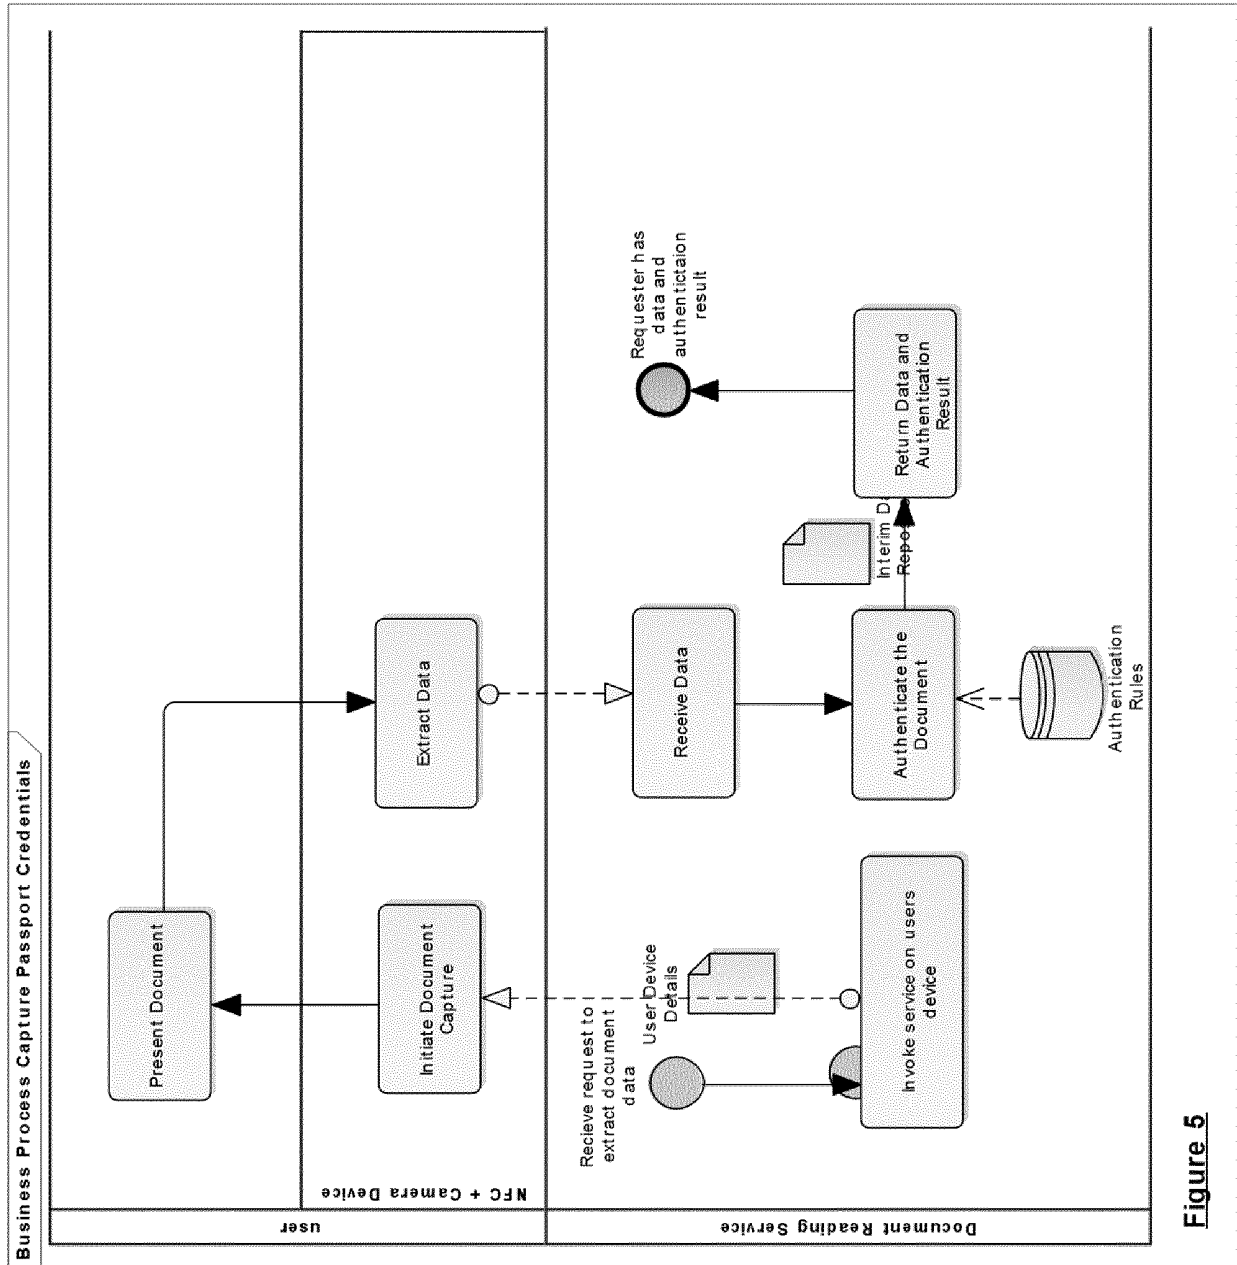 Business Process Capture Passport Credentials
user
NFC + Camera Device
Document Reading Service
Present Document
Initiate Document
Capture
Extract Data
Recieve request to
extract document
data
User Device
Details
Invoke service on users
device
Receive Data
Authenticate the
Document
Authentication
Rules
Interim
Return Data and
Authentication
Result
Requester has
data and
authentictaion
result
Figure 5